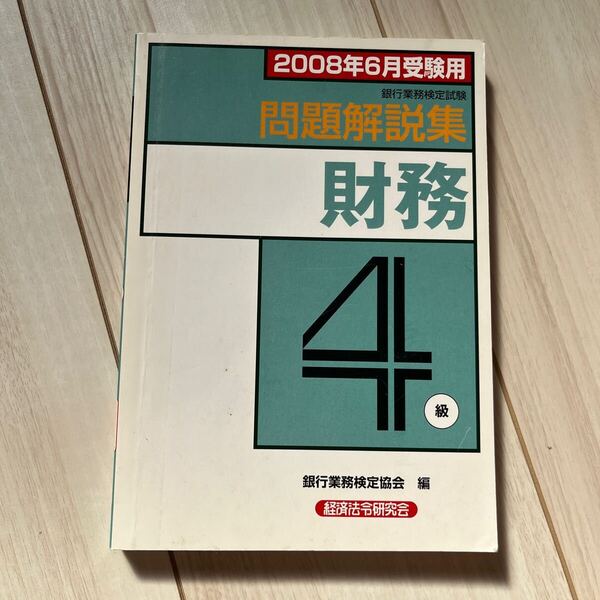 2008年6月受験用
銀行業務検定試験
問題解説集
財務
4
級
銀行業務検定協会 編
経済法令研究会